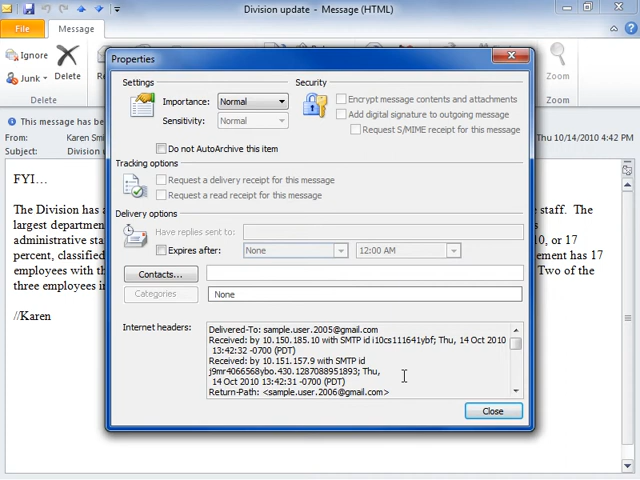 Division update - Message (HTML)
File
Message
Ignore
Junk
Delete
Delete
Zoom
Zoom
This message has be
From:
Karen Sm
Thu 10/14/2010 4:42 PM
Subject:
Division u
FYI…
The Division has a
staff. The
largest departmen
administrative sta
0, or 17
percent, classified
ement has 17
employees with th
Two of the
three employees in
//Karen
Properties
Settings
Security
Importance:
Normal
Sensitivity:
Normal
Encrypt message contents and attachments
Add digital signature to outgoing message
Request S/MIME receipt for this message
Do not AutoArchive this item
Tracking options
Request a delivery receipt for this message
Request a read receipt for this message
Delivery options
Have replies sent to:
Expires after:
None
12:00 AM
Contacts...
Categories
None
Internet headers:
Delivered-To: sample.user.2005@gmail.com
Received: by 10.150.185.10 with SMTP id i10cs111641ybf; Thu, 14 Oct 2010
13:42:32 -0700 (PDT)
Received: by 10.151.157.9 with SMTP id
j9mr4066568ybo.430.1287088951893; Thu,
14 Oct 2010 13:42:31 -0700 (PDT)
Return-Path: <sample.user.2006@gmail.com>
Close